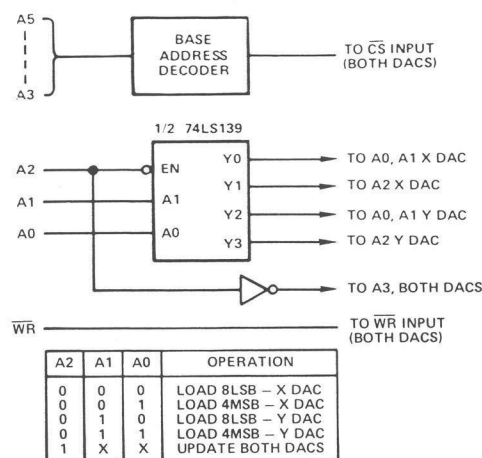 A5
A3
BASE
ADDRESS
DECODER
TO CS INPUT
(BOTH DACS)
1/2 74LS139
A2
A1
A0
EN
A1
A0
Y0
Y1
Y2
Y3
TO A0, A1 X DAC
TO A2 X DAC
TO A0, A1 Y DAC
TO A2 Y DAC
TO A3, BOTH DACS
WR
TO WR INPUT
(BOTH DACS)
A2 A1 A0 OPERATION
0 0 0 LOAD 8LSB – X DAC
0 0 1 LOAD 4MSB – X DAC
0 1 0 LOAD 8LSB – Y DAC
0 1 1 LOAD 4MSB – Y DAC
1 X X UPDATE BOTH DACS